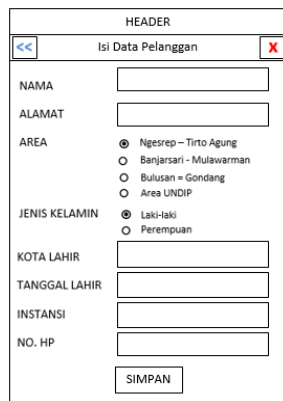 HEADER
<< Isi Data Pelanggan X
NAMA
ALAMAT
AREA Ngesrep – Tirto Agung
Banjarsari - Mulawarman
Bulusan = Gondang
Area UNDIP
JENIS KELAMIN Laki-laki
Perempuan
KOTA LAHIR
TANGGAL LAHIR
INSTANSI
NO. HP
SIMPAN